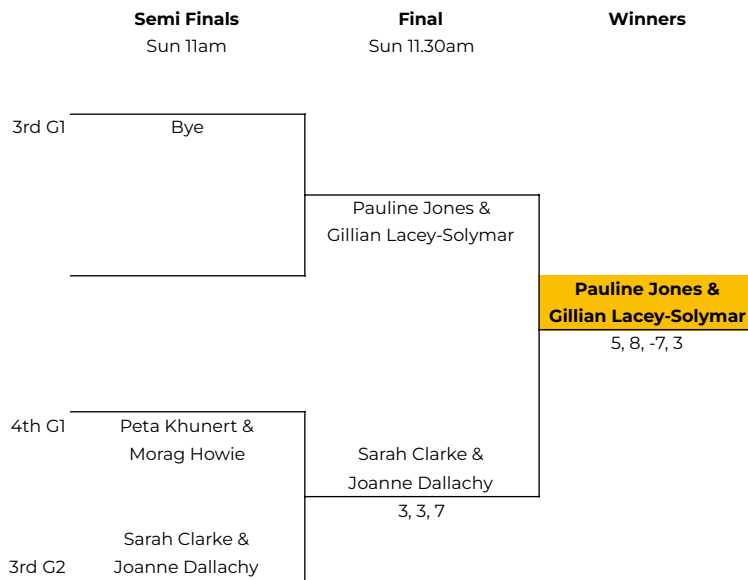 Semi Finals
Final
Winners
Sun 11am
Sun 11.30am
3rd G1
Bye
Pauline Jones &
Gillian Lacey-Solymar
Pauline Jones &
Gillian Lacey-Solymar
5, 8, -7, 3
4th G1
Peta Khunert &
Morag Howie
Sarah Clarke &
Joanne Dallachy
3, 3, 7
Sarah Clarke &
3rd G2
Joanne Dallachy